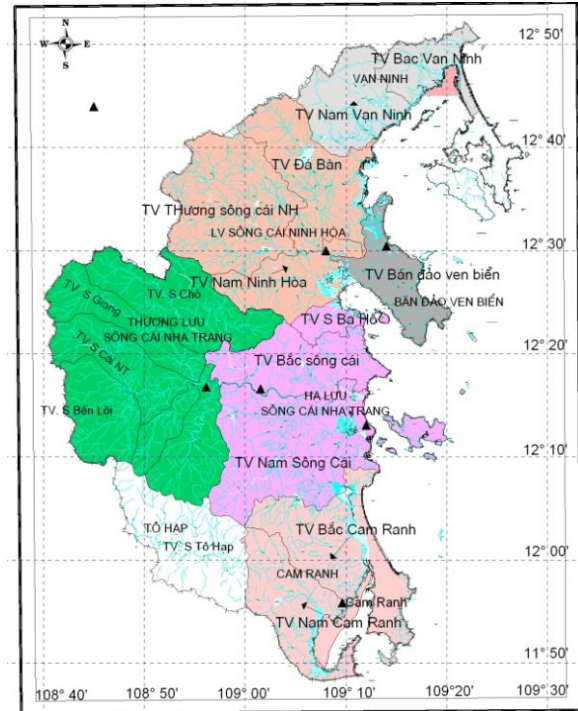 N
W E
S
12° 50'
TV Bac Van Ninh
VẠN NINH
TV Nam Vạn Ninh
12° 40'
TV Đá Bàn
TV THương sông cái NH
LV SÔNG CÁI NINH HÒA
12° 30'
TV Bán đảo ven biển
TV. S Chò
TV Nam Ninh Hòa
TV. S Giang
BÁN ĐẢO VEN BIỂN
THƯỢNG LƯU
SÔNG CÁI NHA TRANG
TV S Ba Hồ
12° 20'
TV. S Cái NT
TV Bắc sông cái
HẠ LƯU
SÔNG CÁI NHA TRANG
TV. S Bến Lôi
12° 10'
TV Nam Sông Cái
TÔ HẠP
TV. S Tô Hạp
TV Bắc Cam Ranh
12° 00'
CAM RANH
Cam Ranh
TV Nam Cam Ranh
11° 50'
108° 40' 108° 50' 109° 00' 109° 10' 109° 20' 109° 30'